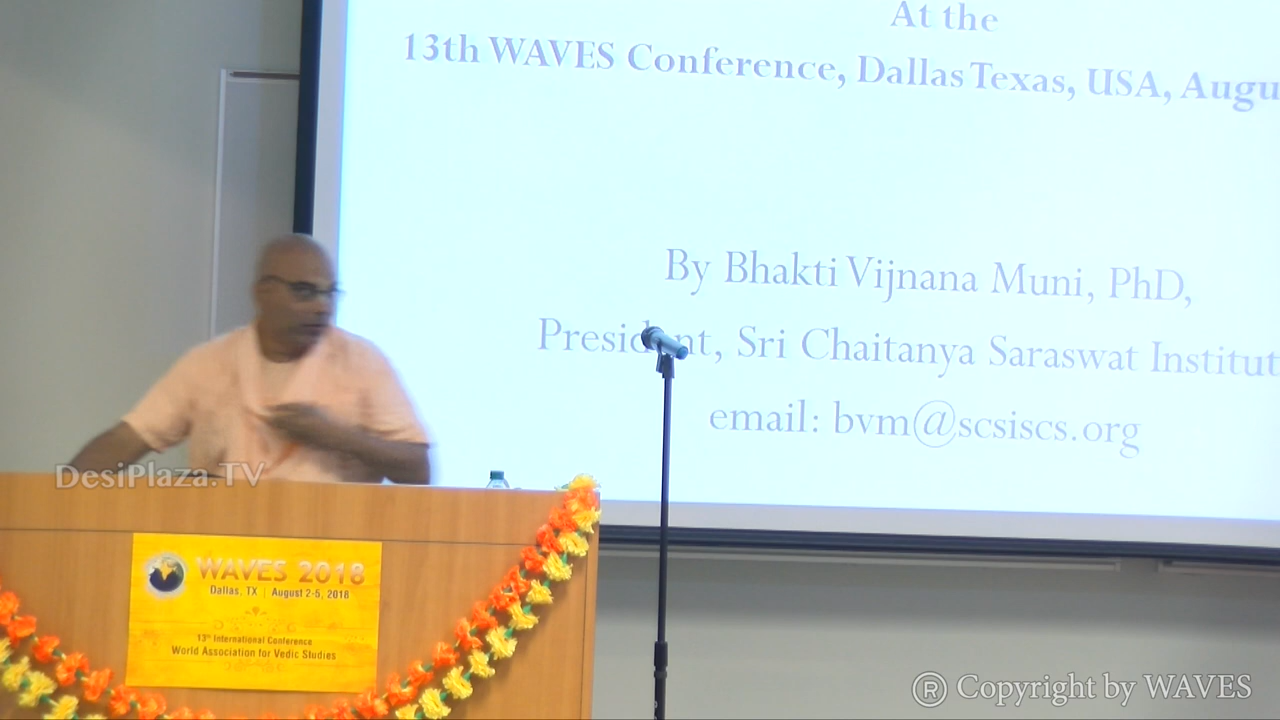 At the
13th WAVES Conference, Dallas Texas, USA, Augu
By Bhakti Vijnana Muni, PhD,
President, Sri Chaitanya Saraswat Institut
email: bvm@scsiscs.org
DesiPlaza.TV
WAVES 2018
Dallas, TX | August 2-5, 2018
13th International Conference
World Association for Vedic Studies
® Copyright by WAVES